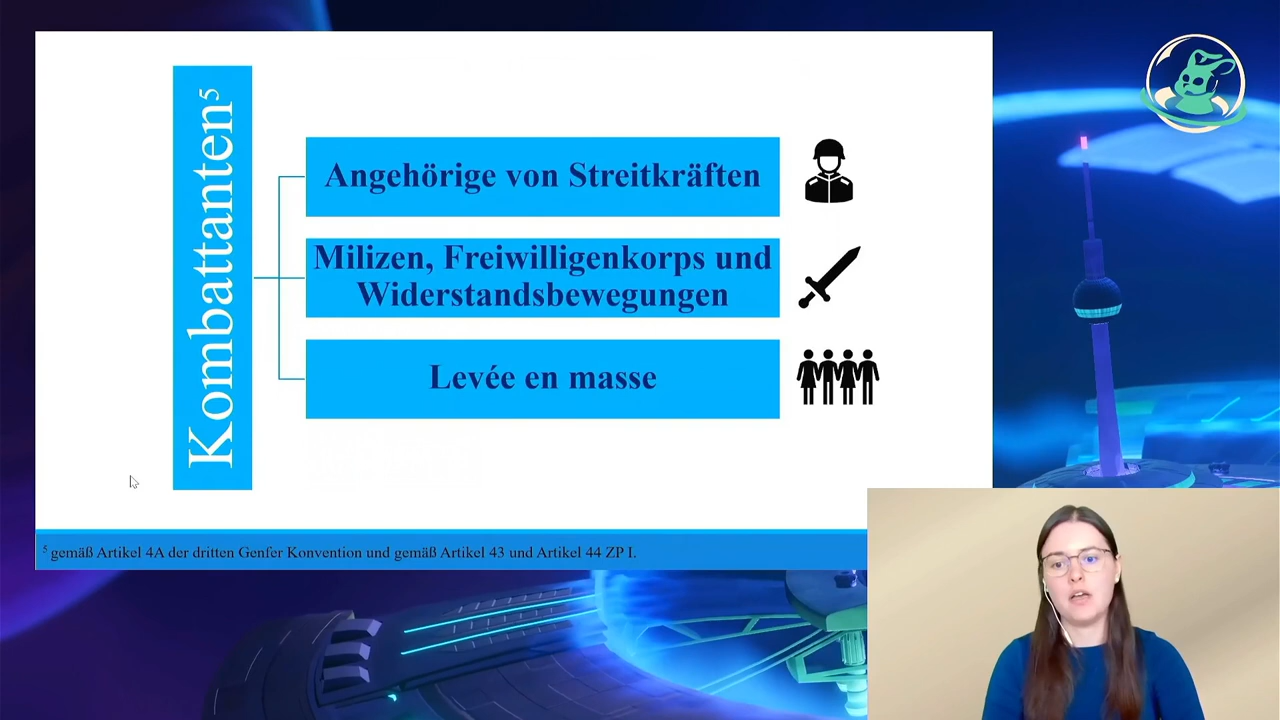 Kombattanten⁵
Angehörige von Streitkräften
Milizen, Freiwilligenkorps und
Widerstandsbewegungen
Levée en masse
⁵ gemäß Artikel 4A der dritten Genfer Konvention und gemäß Artikel 43 und Artikel 44 ZP I.